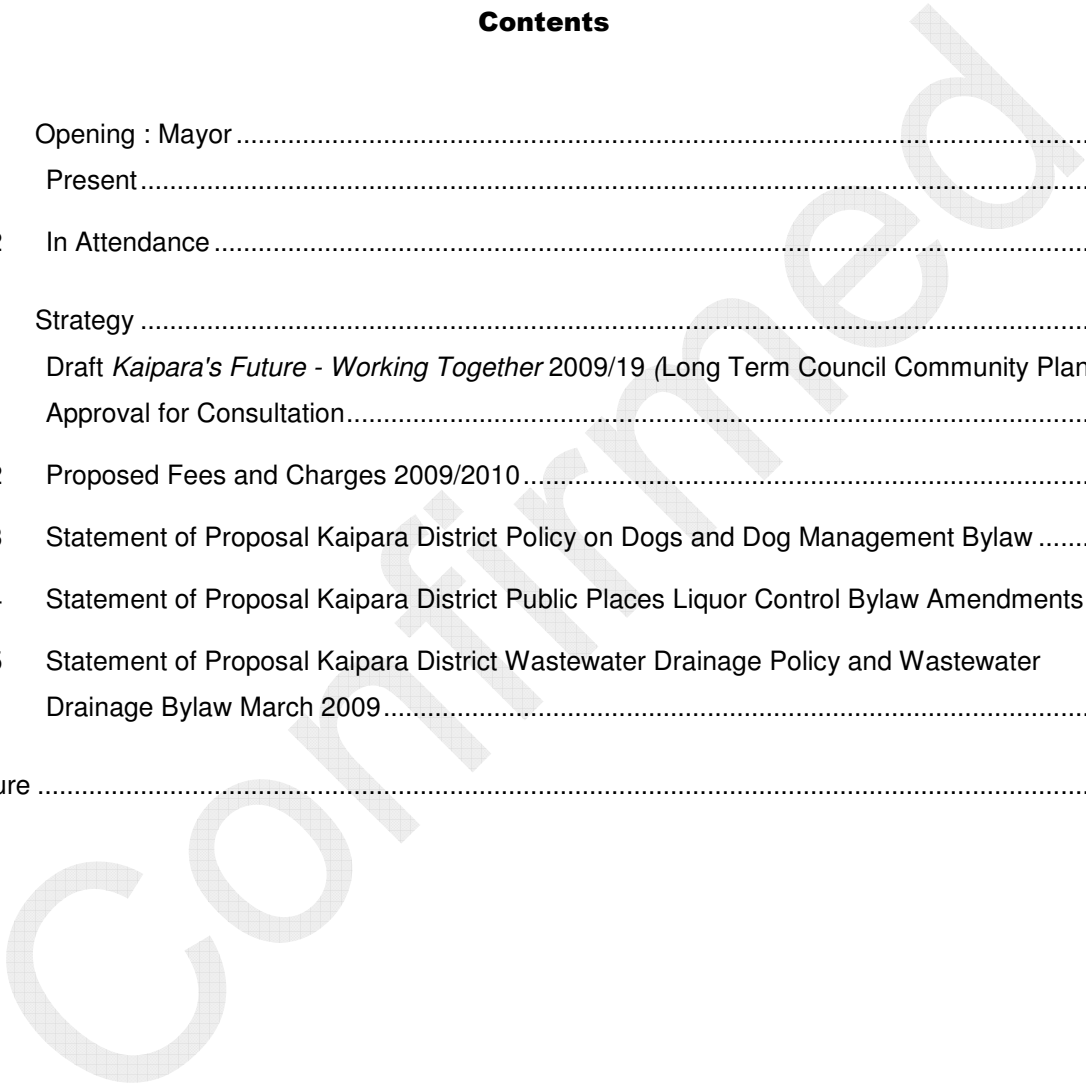 Contents
Opening : Mayor
Present
2 In Attendance
Strategy
Draft Kaipara's Future - Working Together 2009/19 (Long Term Council Community Plan
Approval for Consultation
2 Proposed Fees and Charges 2009/2010
3 Statement of Proposal Kaipara District Policy on Dogs and Dog Management Bylaw
Statement of Proposal Kaipara District Public Places Liquor Control Bylaw Amendments
5 Statement of Proposal Kaipara District Wastewater Drainage Policy and Wastewater
Drainage Bylaw March 2009
ure
Confirmed